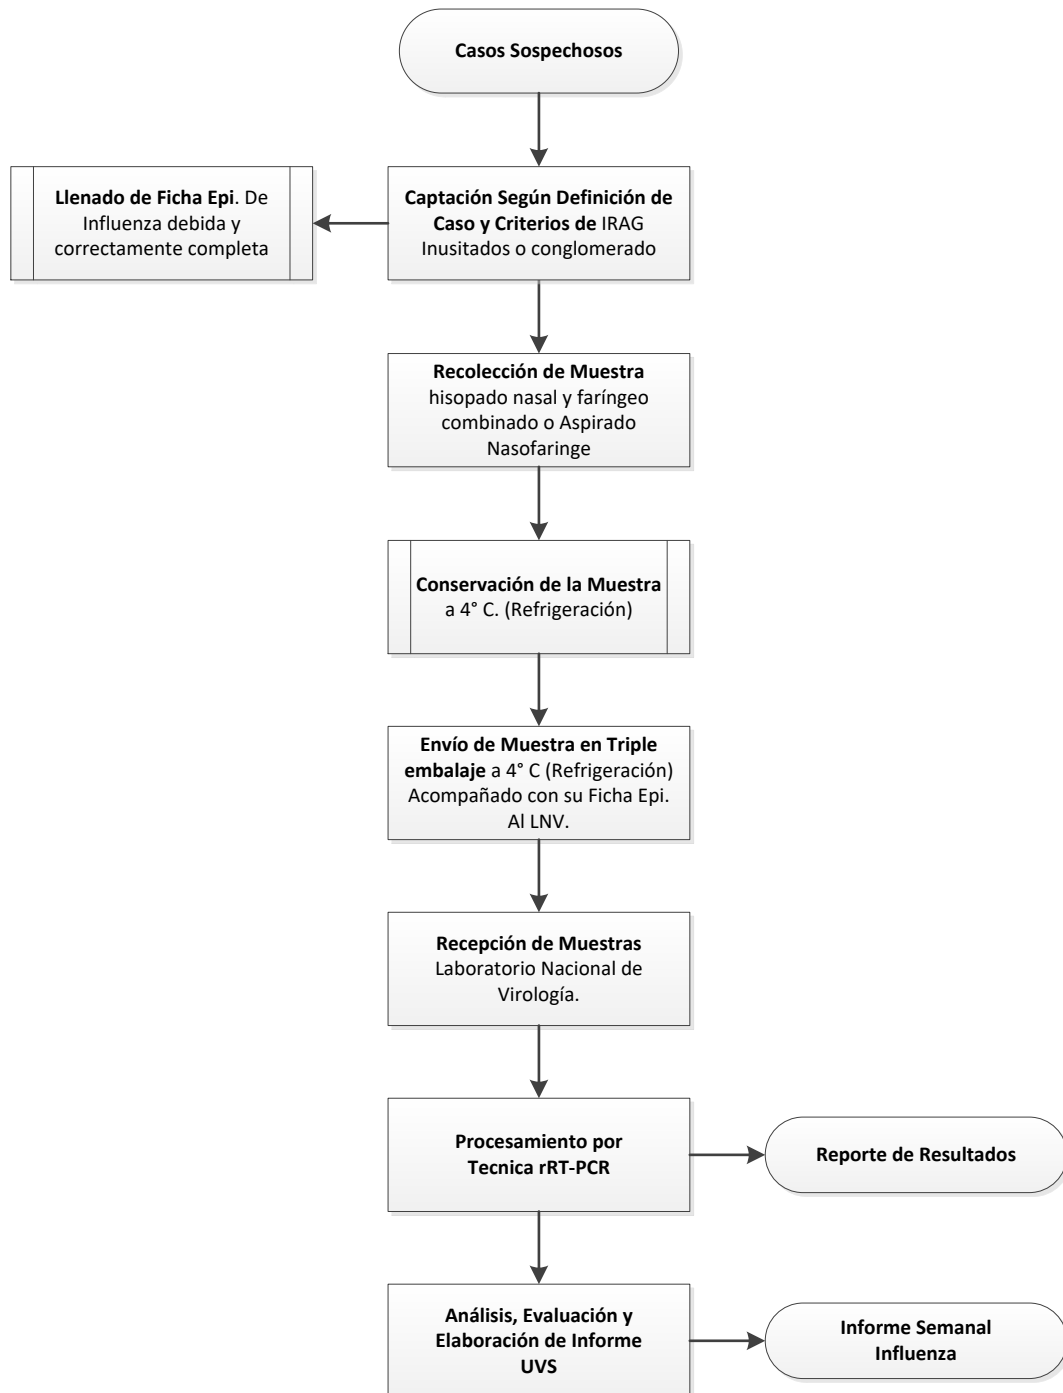 Casos Sospechosos
Llenado de Ficha Epi. De
Influenza debida y
correctamente completa
Captación Según Definición de
Caso y Criterios de IRAG
Inusitados o conglomerado
Recolección de Muestra
hisopado nasal y faríngeo
combinado o Aspirado
Nasofaringe
Conservación de la Muestra
a 4° C. (Refrigeración)
Envío de Muestra en Triple
embalaje a 4° C (Refrigeración)
Acompañado con su Ficha Epi.
Al LNV.
Recepción de Muestras
Laboratorio Nacional de
Virología.
Procesamiento por
Tecnica rRT-PCR
Reporte de Resultados
Análisis, Evaluación y
Elaboración de Informe
UVS
Informe Semanal
Influenza